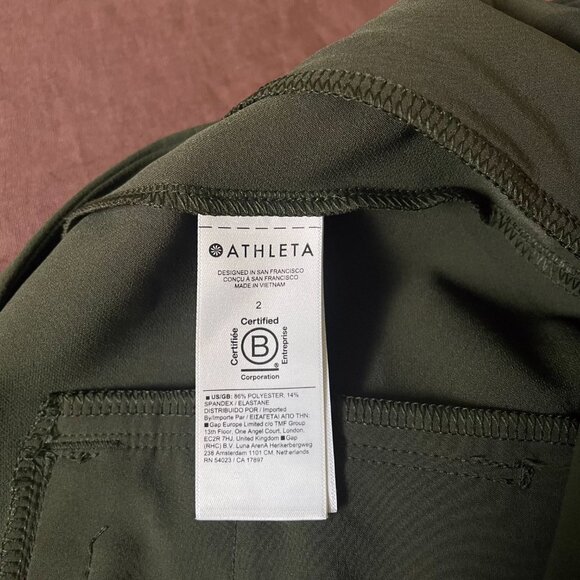 ATHLETA
DESIGNED IN SAN FRANCISCO
CONÇU À SAN FRANCISCO
MADE IN VIETNAM
2
Certified
Certifiée
B
®
Entreprise
Corporation
■ US/GB: 86% POLYESTER, 14%
SPANDEX / ELASTANE
DISTRIBUIDO POR / Imported
By/Importe Par / ΕΙΣΑΓΕΤΑΙ ΑΠΟ ΤΗΝ:
■ Gap Europe Limited c/o TMF Group
13th Floor, One Angel Court, London,
EC2R 7HJ, United Kingdom ■ Gap
(RHC) B.V. Luna ArenA Herikerbergweg
238 Amsterdam 1101 CM, Netherlands
RN 54023 / CA 17897